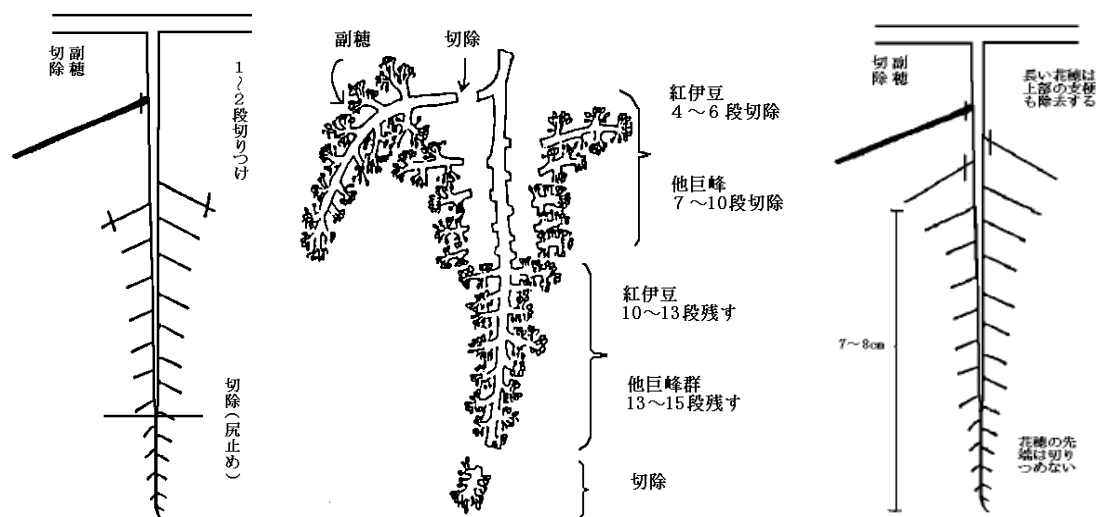 副穂
切除
1〜2段切りつけ
切除(尻止め)
副穂
切除
紅伊豆
4〜6段切除
他巨峰
7〜10段切除
紅伊豆
10〜13段残す
他巨峰群
13〜15段残す
切除
副穂
切除
長い花穂は
上部の支梗
も除去する
7〜8cm
花穂の先
端は切り
つめない